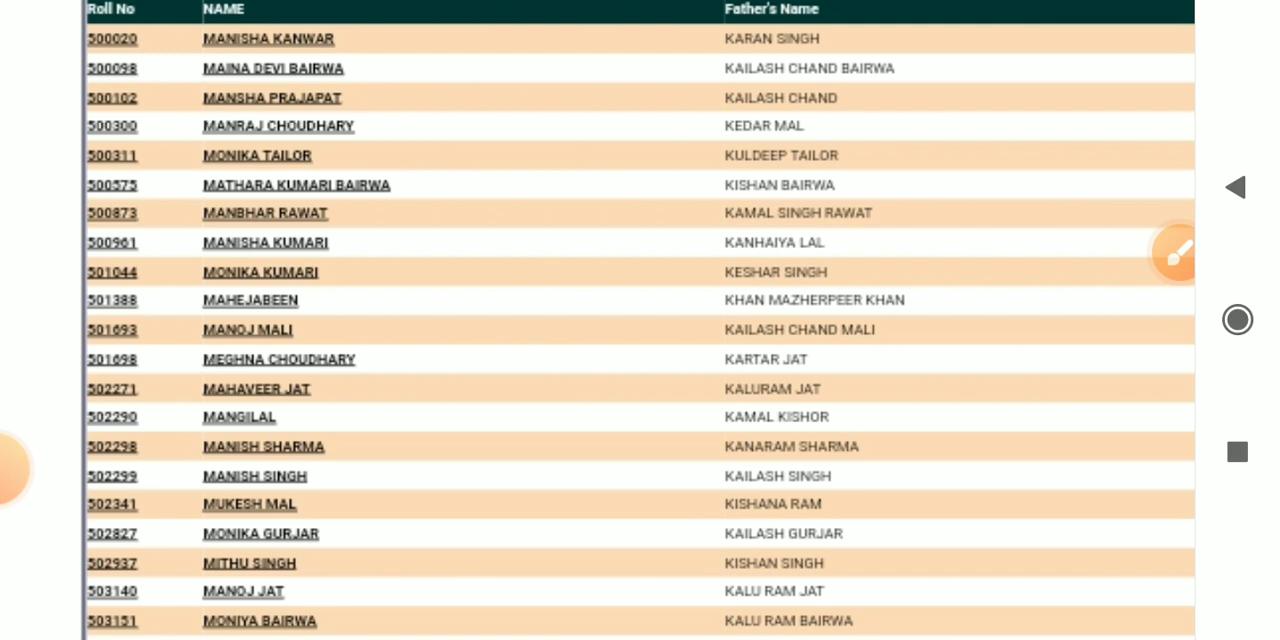 Roll No NAME Father's Name
500020 MANISHA KANWAR KARAN SINGH
500098 MAINA DEVI BAIRWA KAILASH CHAND BAIRWA
500102 MANSHA PRAJAPAT KAILASH CHAND
500300 MANRAJ CHOUDHARY KEDAR MAL
500311 MONIKA TAILOR KULDEEP TAILOR
500575 MATHARA KUMARI BAIRWA KISHAN BAIRWA
500873 MANBHAR RAWAT KAMAL SINGH RAWAT
500961 MANISHA KUMARI KANHAIYA LAL
501044 MONIKA KUMARI KESHAR SINGH
501388 MAHEJABEEN KHAN MAZHERPEER KHAN
501693 MANOJ MALI KAILASH CHAND MALI
501698 MEGHNA CHOUDHARY KARTAR JAT
502271 MAHAVEER JAT KALURAM JAT
502290 MANGILAL KAMAL KISHOR
502298 MANISH SHARMA KANARAM SHARMA
502299 MANISH SINGH KAILASH SINGH
502341 MUKESH MAL KISHANA RAM
502827 MONIKA GURJAR KAILASH GURJAR
502937 MITHU SINGH KISHAN SINGH
503140 MANOJ JAT KALU RAM JAT
503151 MONIYA BAIRWA KALU RAM BAIRWA